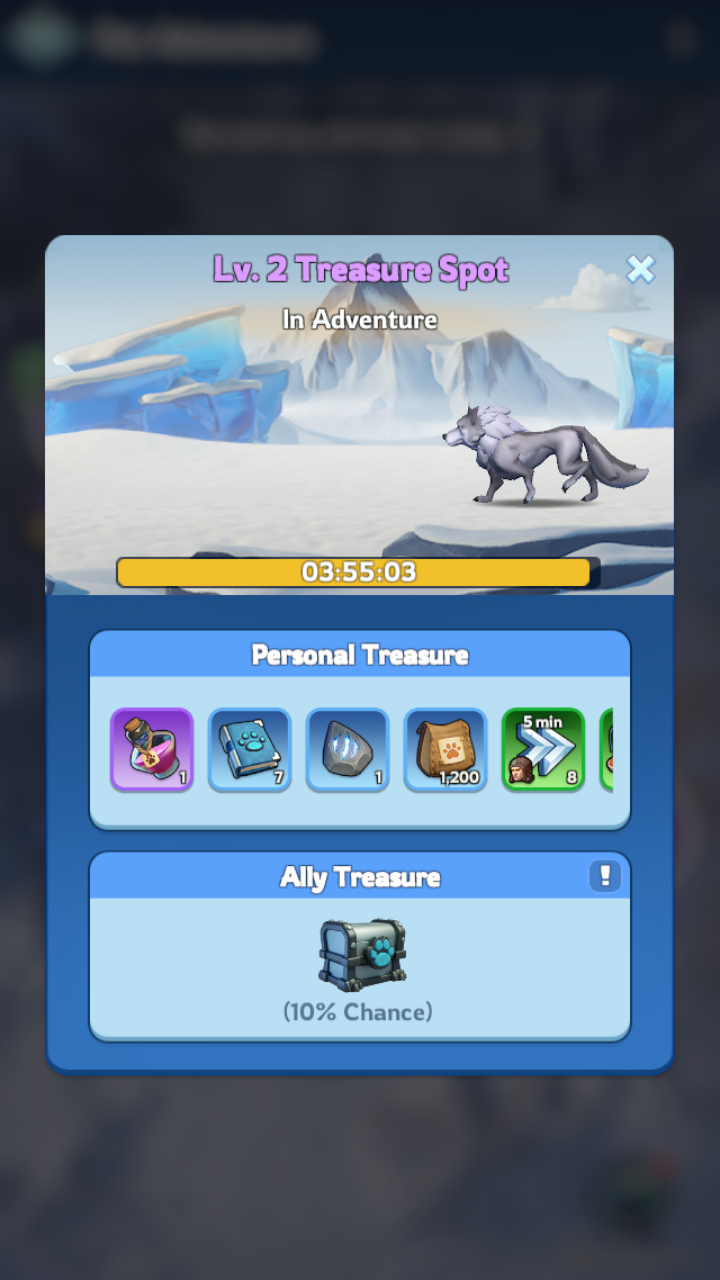 Lv. 2 Treasure Spot
In Adventure
03:55:03
Personal Treasure
1
7
1
1,200
5 min
8
Ally Treasure
!
(10% Chance)